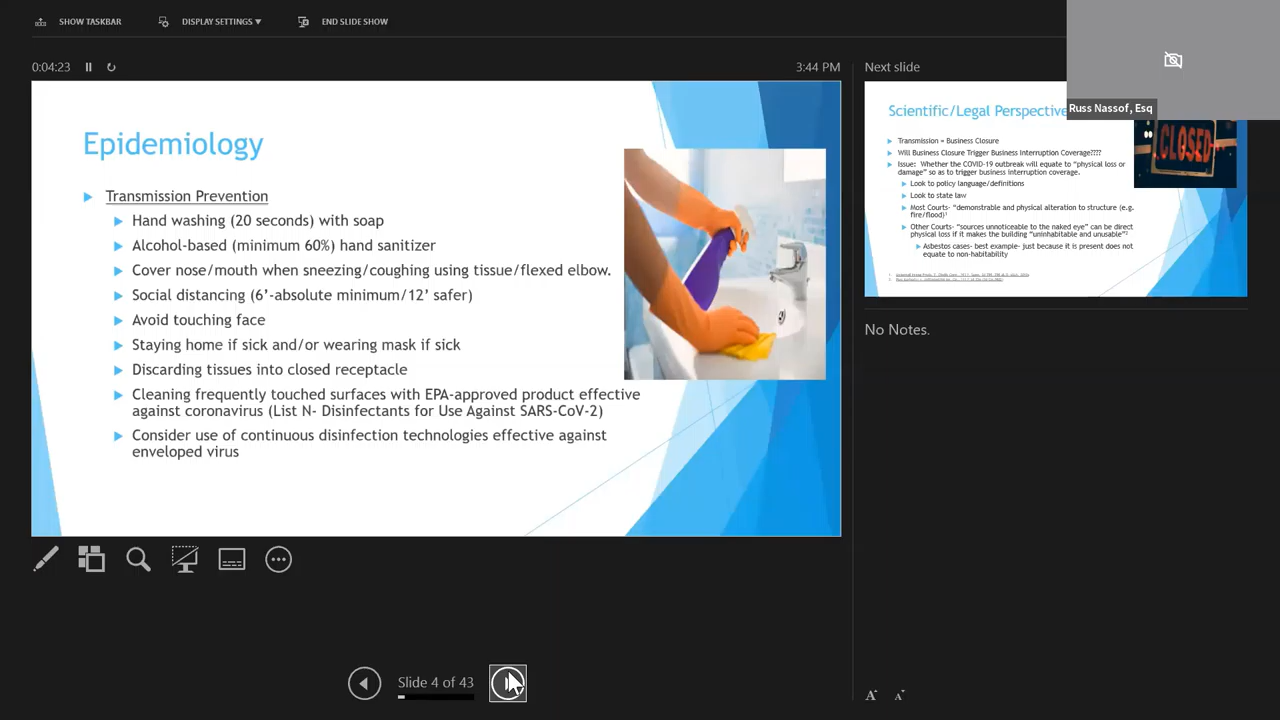 SHOW TASKBAR
DISPLAY SETTINGS
END SLIDE SHOW
0:04:23
3:44 PM
Next slide
Russ Nassof, Esq
Epidemiology
Transmission Prevention
Hand washing (20 seconds) with soap
Alcohol-based (minimum 60%) hand sanitizer
Cover nose/mouth when sneezing/coughing using tissue/flexed elbow.
Social distancing (6’-absolute minimum/12’ safer)
Avoid touching face
Staying home if sick and/or wearing mask if sick
Discarding tissues into closed receptacle
Cleaning frequently touched surfaces with EPA-approved product effective
against coronavirus (List N- Disinfectants for Use Against SARS-CoV-2)
Consider use of continuous disinfection technologies effective against
enveloped virus
Scientific/Legal Perspective
CLOSED
Transmission = Business Closure
Will Business Closure Trigger Business Interruption Coverage????
Issue: Whether the COVID-19 outbreak will equate to “physical loss or
damage” so as to trigger business interruption coverage.
Look to policy language/definitions
Look to state law
Most Courts- “demonstrable and physical alteration to structure (e.g.
fire/flood)¹
Other Courts- “sources unnoticeable to the naked eye” can be direct
physical loss if it makes the building “uninhabitable and unusable”²
Asbestos cases- best example- just because it is present does not
equate to non-habitability
No Notes.
Slide 4 of 43
A
A